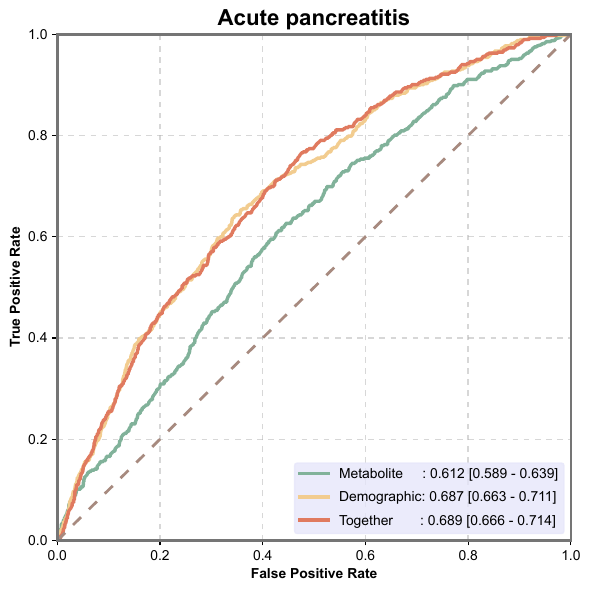 Acute pancreatitis
1.0
0.8
0.6
0.4
0.2
0.0
True Positive Rate
Metabolite : 0.612 [0.589 - 0.639]
Demographic: 0.687 [0.663 - 0.711]
Together : 0.689 [0.666 - 0.714]
0.0 0.2 0.4 0.6 0.8 1.0
False Positive Rate